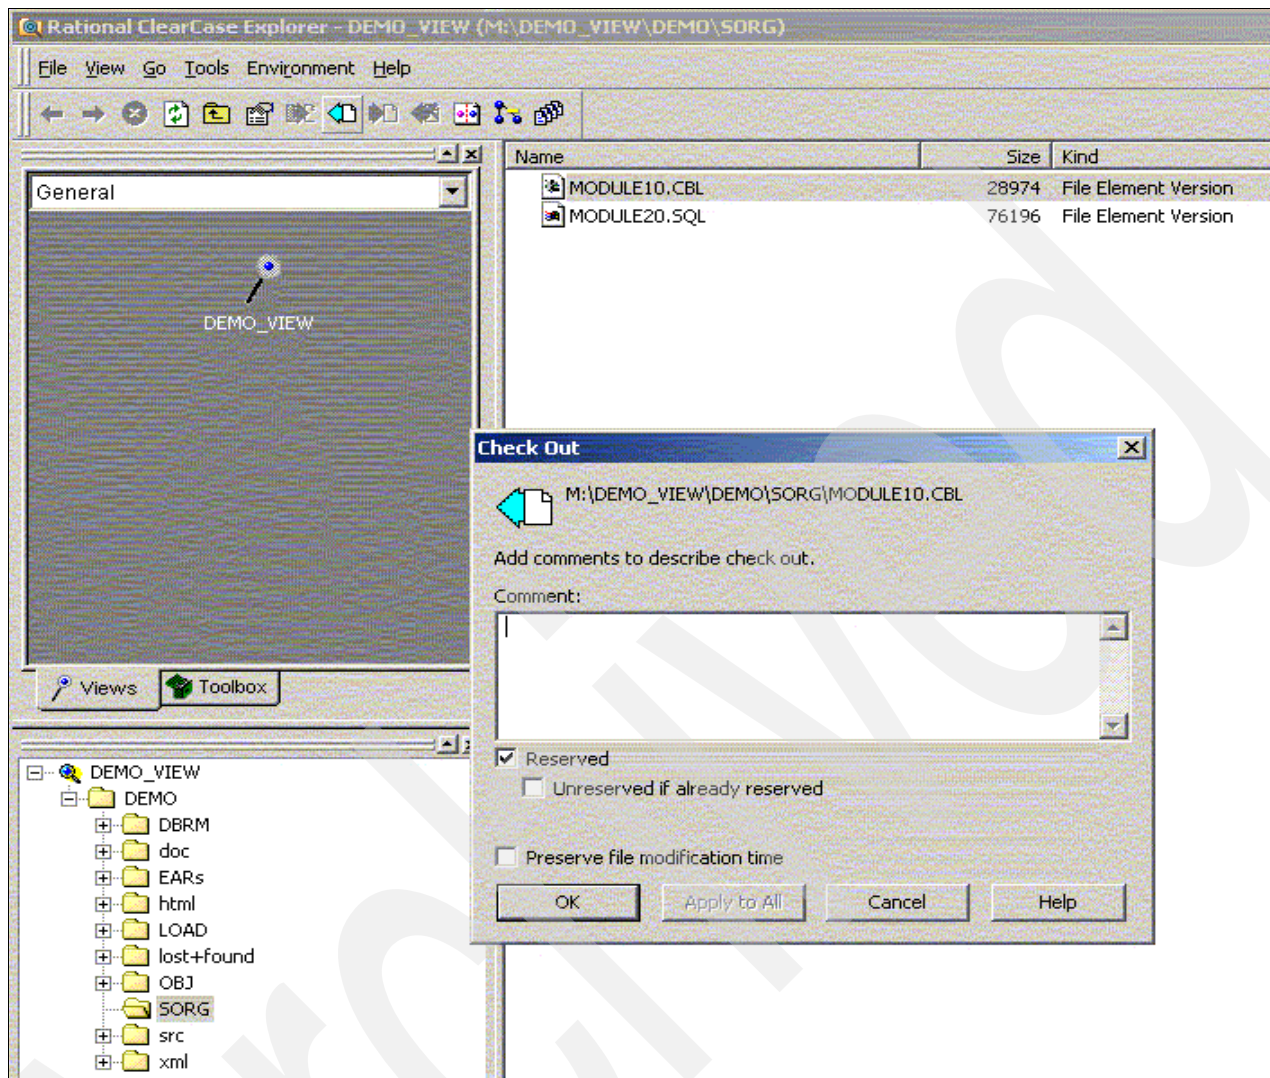 Rational ClearCase Explorer - DEMO_VIEW (M:\DEMO_VIEW\DEMO\SORG)
File View Go Tools Environment Help
General
DEMO_VIEW
Views Toolbox
Name Size Kind
MODULE10.CBL 28974 File Element Version
MODULE20.SQL 76196 File Element Version
Check Out
M:\DEMO_VIEW\DEMO\SORG\MODULE10.CBL
Add comments to describe check out.
Comment:
Reserved
Unreserved if already reserved
Preserve file modification time
OK Apply to All Cancel Help
DEMO_VIEW
DEMO
DBRM
doc
EARs
html
LOAD
lost+found
OBJ
SORG
src
xml